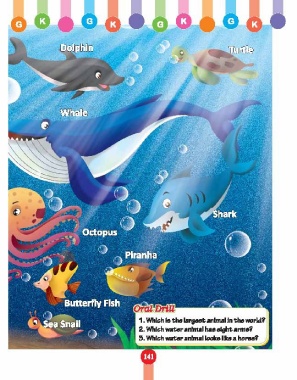 G K G K G K G K
Dolphin
Turtle
Whale
Shark
Octopus
Piranha
Butterfly Fish
Sea Snail
Oral Drill
1. Which is the largest animal in the world?
2. Which water animal has eight arms?
3. Which water animal looks like a horse?
141